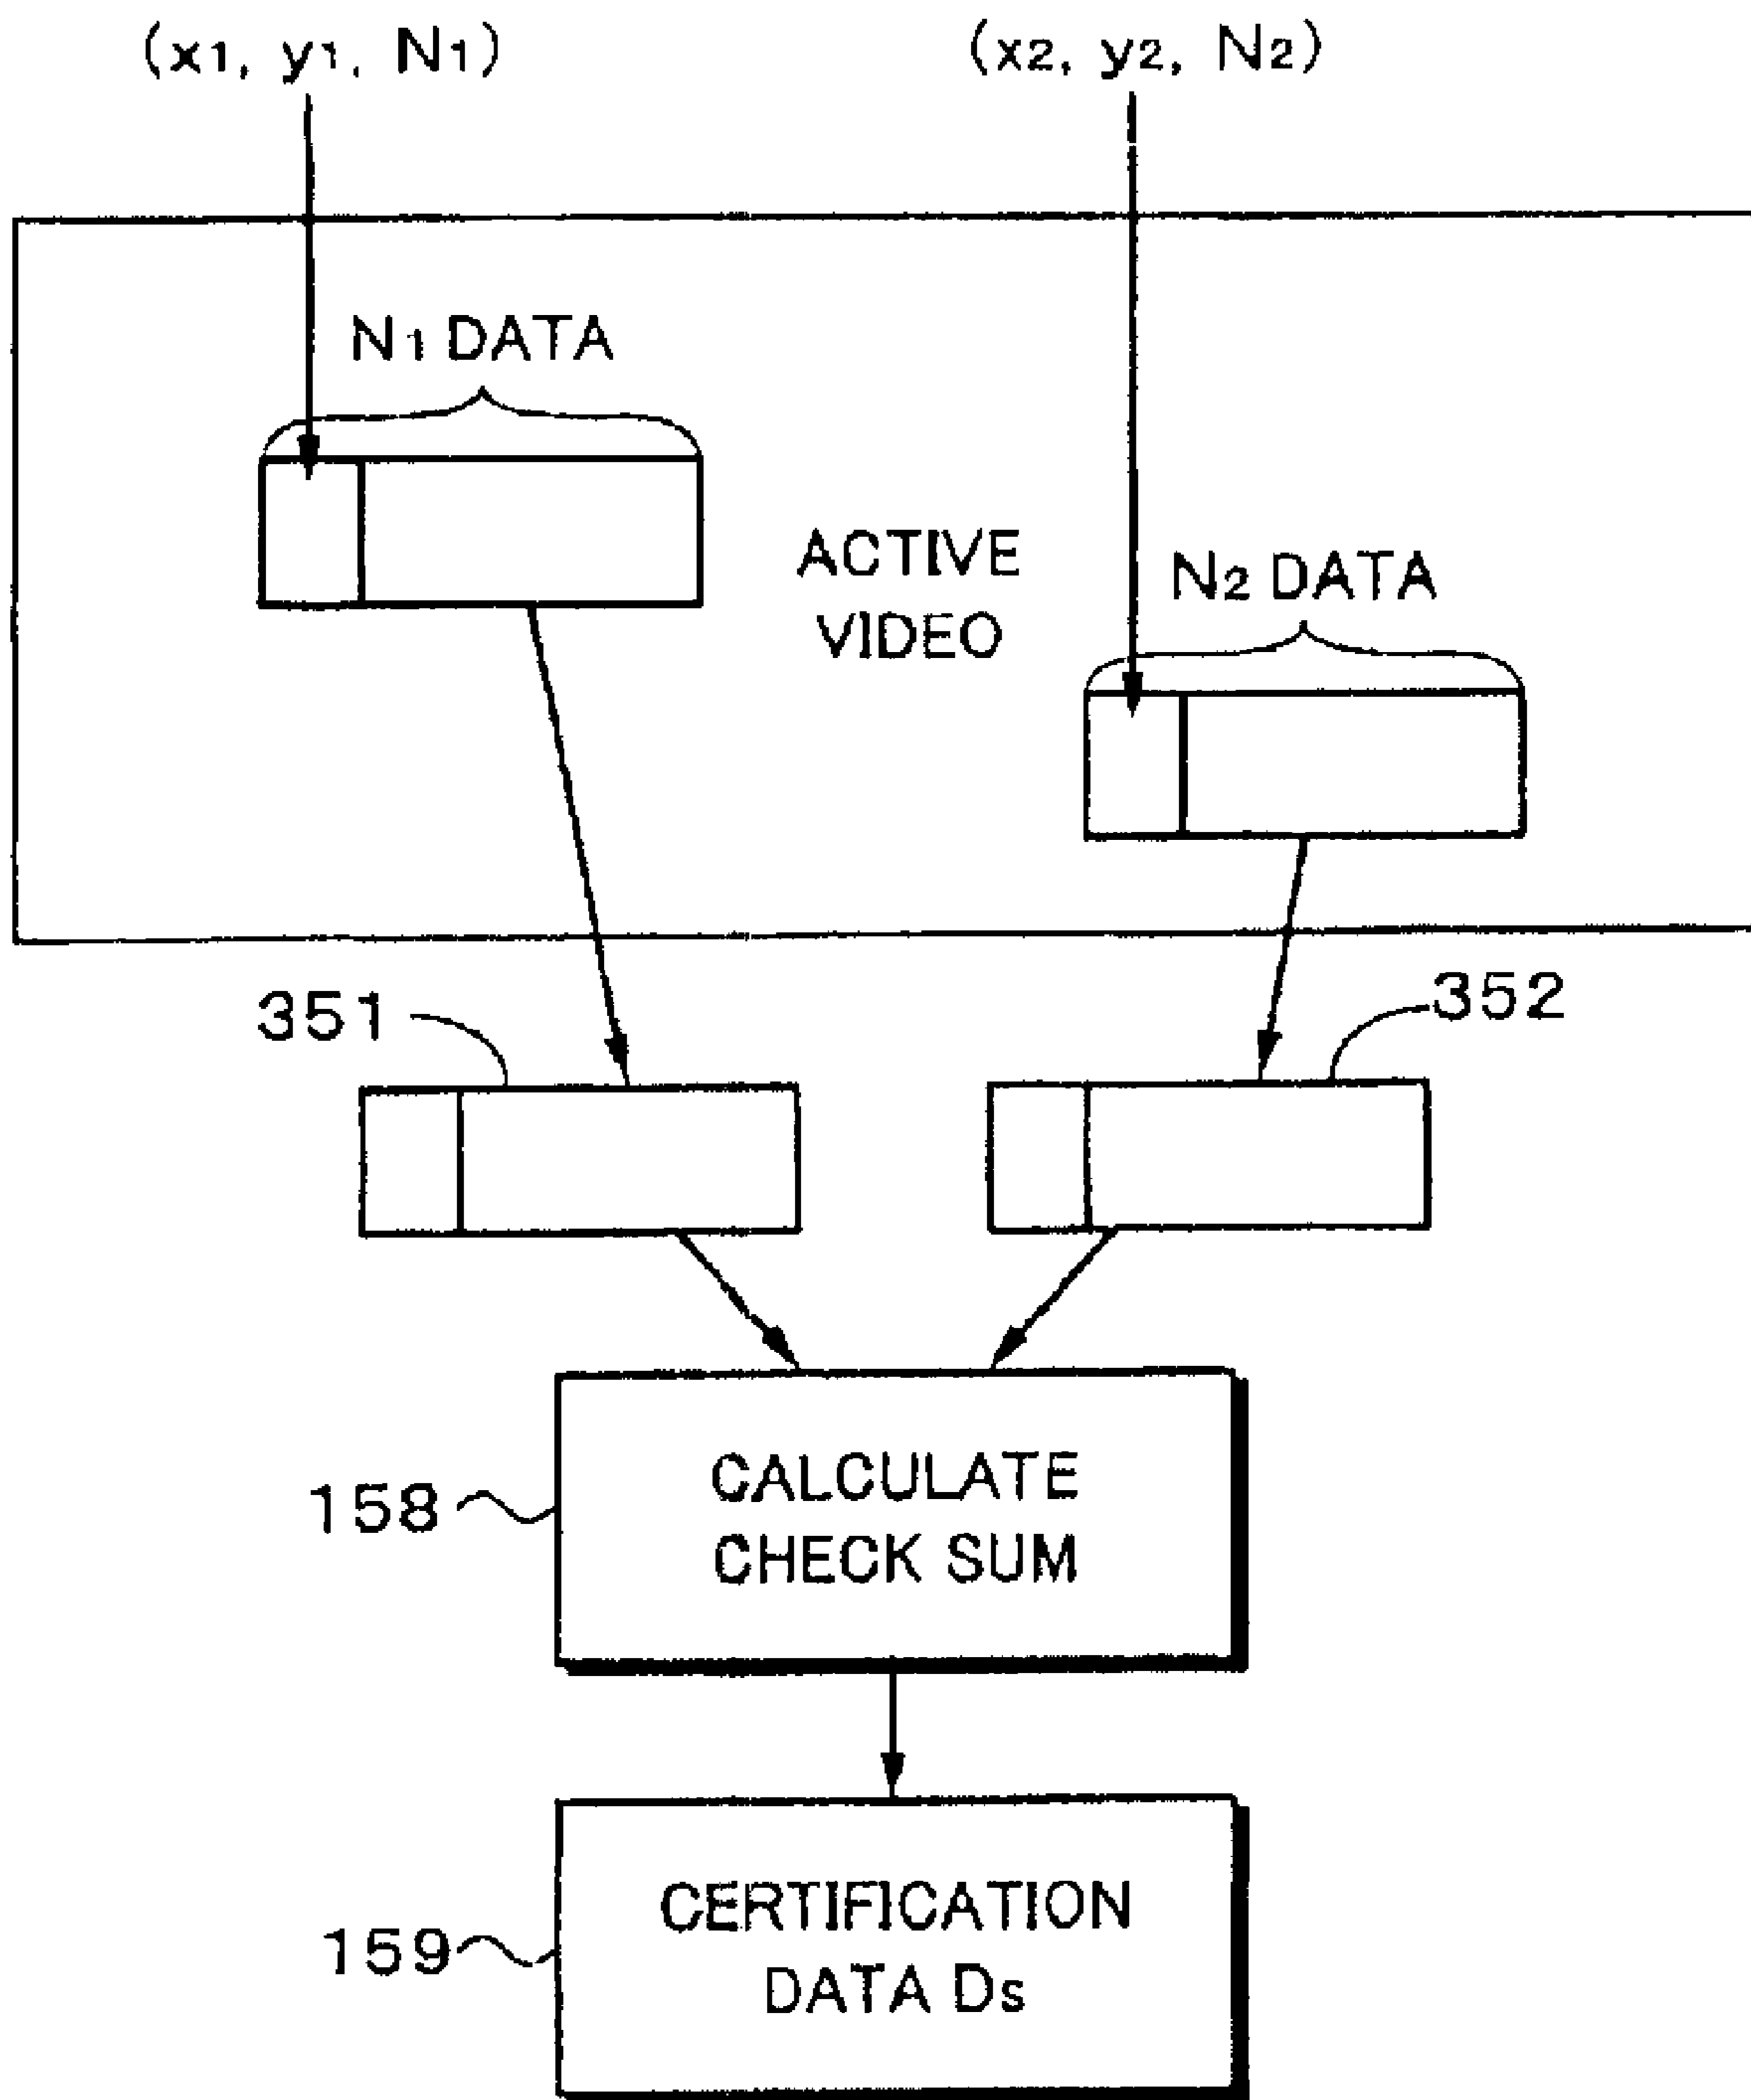 (x1, y1, N1)
(x2, y2, N2)
N1 DATA
ACTIVE
VIDEO
N2 DATA
351
352
158
CALCULATE
CHECK SUM
159
CERTIFICATION
DATA Ds